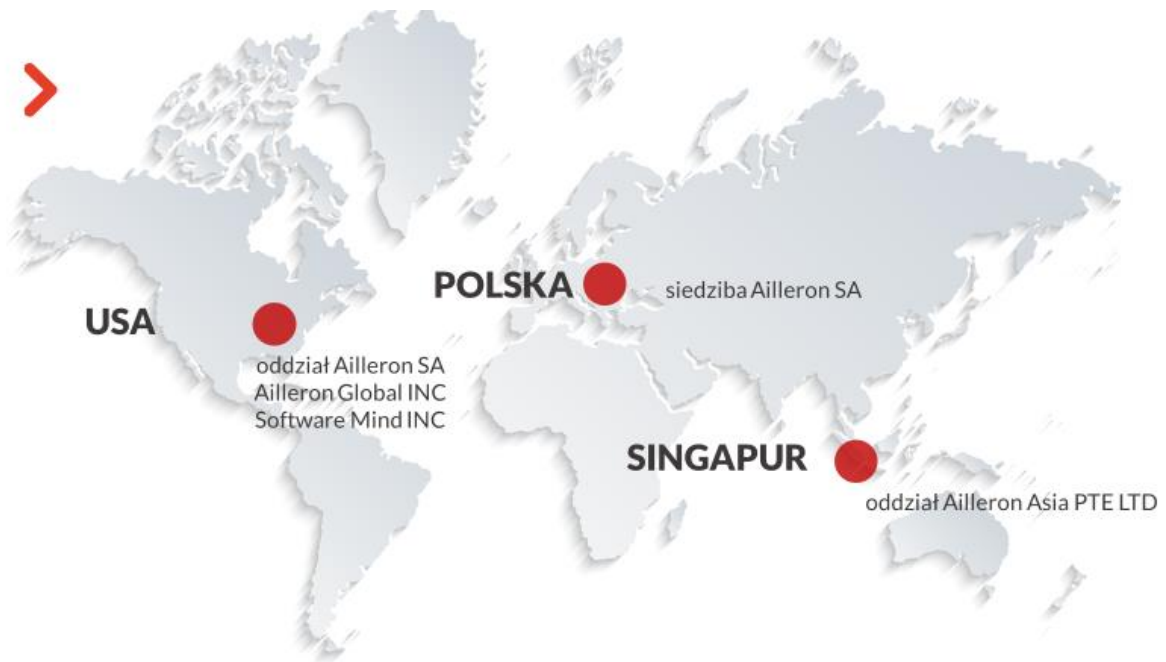 POLSKA
siedziba Ailleron SA
USA
oddział Ailleron SA
Ailleron Global INC
Software Mind INC
SINGAPUR
oddział Ailleron Asia PTE LTD